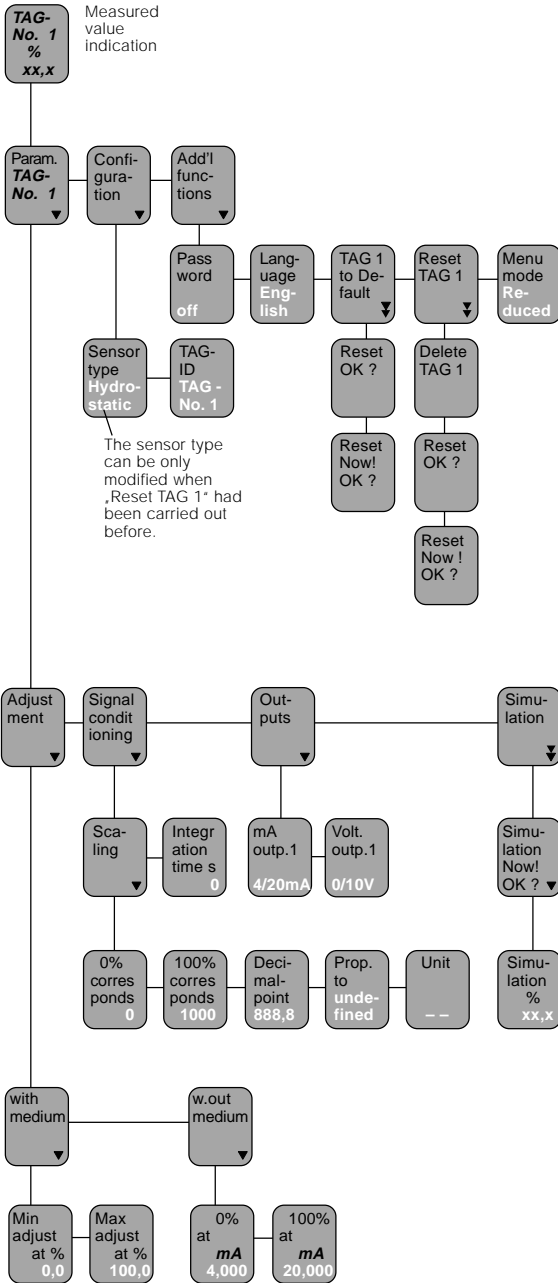 TAG-
No. 1
%
xx,x
Measured
value
indication
Param.
TAG-
No. 1
Confi-
gura-
tion
Add'l
func-
tions
Pass
word
off
Lang-
uage
Eng-
lish
TAG 1
to De-
fault
Reset
TAG 1
Menu
mode
Re-
duced
Sensor
type
Hydro-
static
TAG-
ID
TAG -
No. 1
Reset
OK ?
Delete
TAG 1
The sensor type
can be only
modified when
„Reset TAG 1“ had
been carried out
before.
Reset
Now!
OK ?
Reset
OK ?
Reset
Now !
OK ?
Adjust
ment
Signal
condit
ioning
Out-
puts
Simu-
lation
Sca-
ling
Integr
ation
time s
0
mA
outp.1
4/20mA
Volt.
outp.1
0/10V
Simu-
lation
Now!
OK ?
0%
corres
ponds
0
100%
corres
ponds
1000
Deci-
mal-
point
888,8
Prop.
to
unde-
fined
Unit
– –
Simu-
lation
%
xx,x
with
medium
w.out
medium
Min
adjust
at %
0,0
Max
adjust
at %
100,0
0%
at
mA
4,000
100%
at
mA
20,000